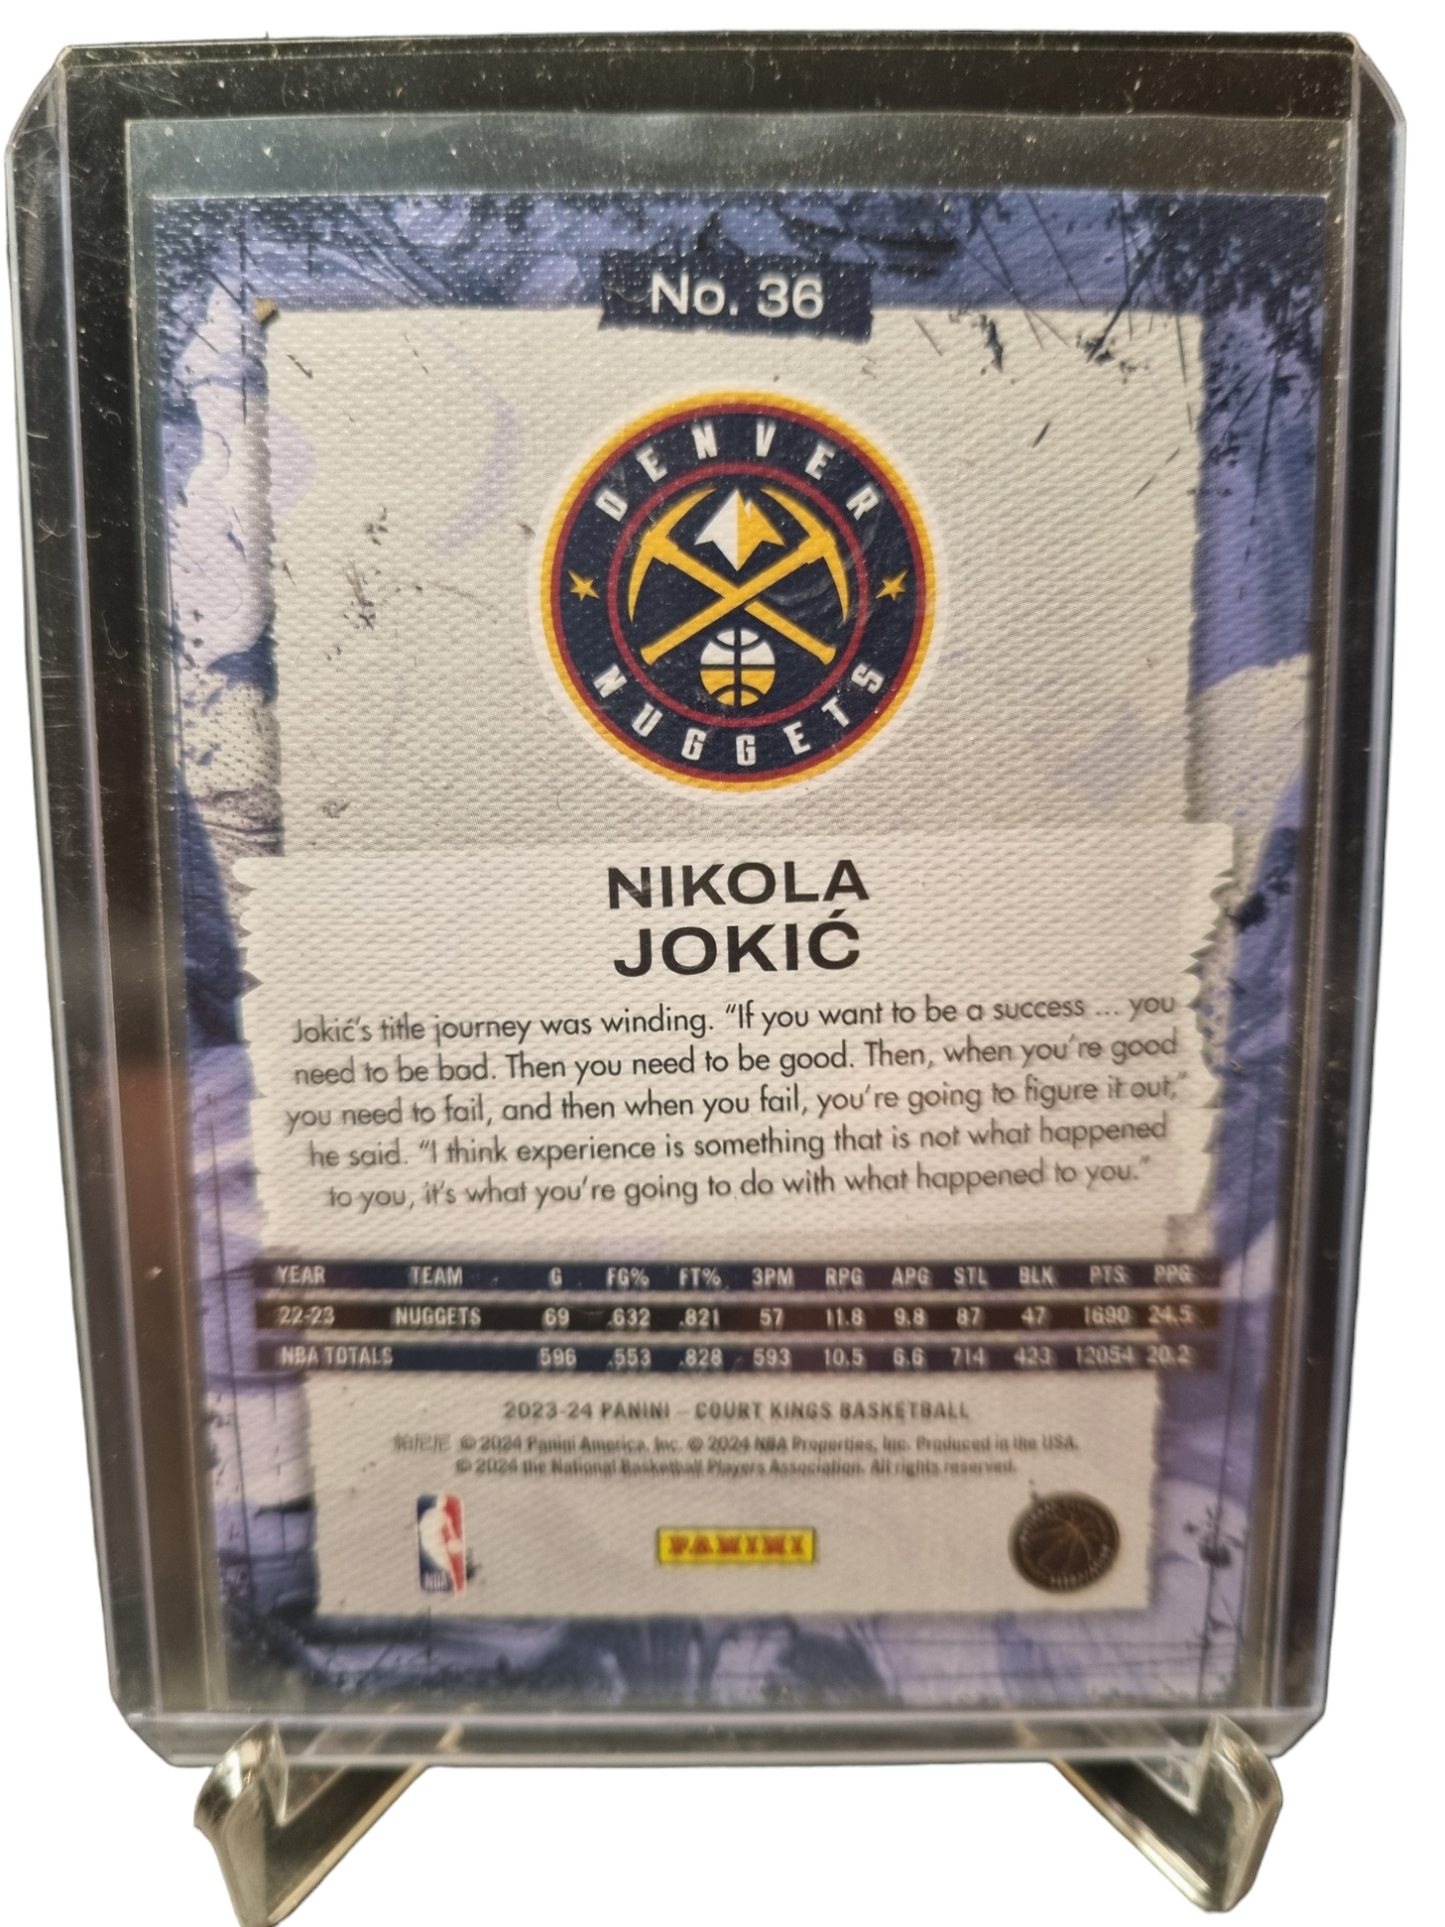 No. 36
DENVER
NUGGETS
NIKOLA
JOKIĆ
Jokić's title journey was winding. "If you want to be a success ... you
need to be bad. Then you need to be good. Then, when you're good
you need to fail, and then when you fail, you're going to figure it out,"
he said. "I think experience is something that is not what happened
to you, it's what you're going to do with what happened to you."
YEAR TEAM G FG% FT% 3PM RPG APG STL BLK PTS PPG
22-23 NUGGETS 69 .632 .821 57 11.8 9.8 87 47 1690 24.5
NBA TOTALS 596 .553 .828 593 10.5 6.6 714 423 12054 20.2
2023-24 PANINI – COURT KINGS BASKETBALL
帕尼尼 © 2024 Panini America, Inc. © 2024 NBA Properties, Inc. Produced in the USA.
© 2024 the National Basketball Players Association. All rights reserved.
NBA
PANINI